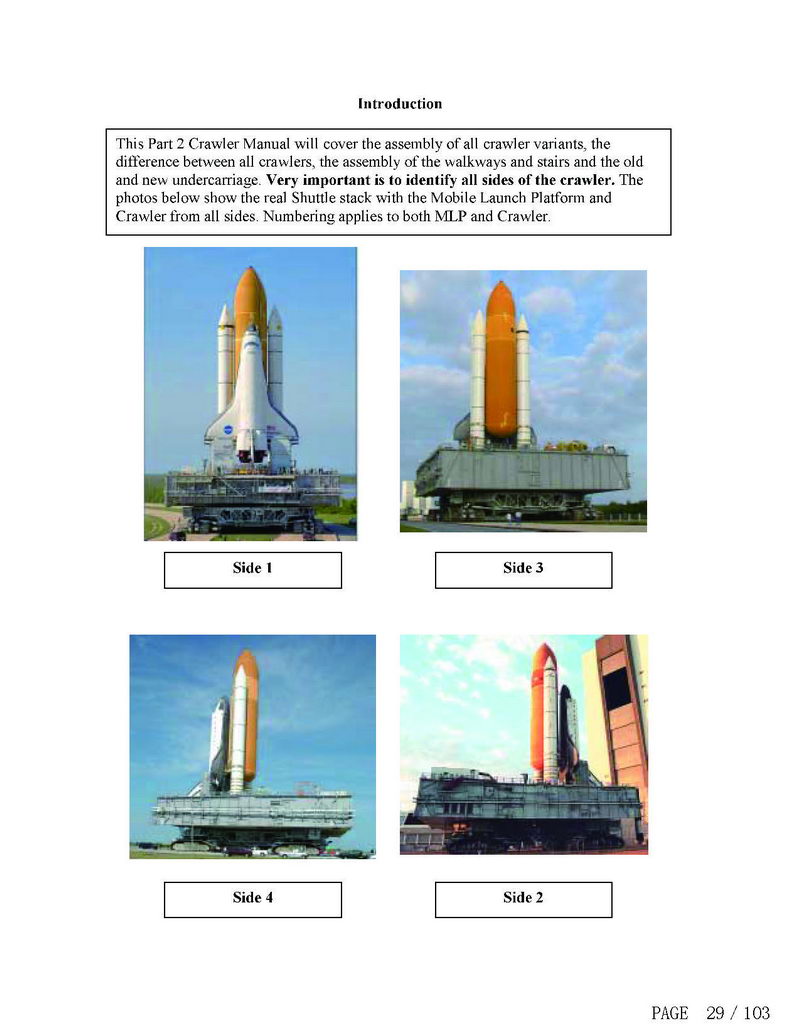 Introduction
This Part 2 Crawler Manual will cover the assembly of all crawler variants, the
difference between all crawlers, the assembly of the walkways and stairs and the old
and new undercarriage. Very important is to identify all sides of the crawler. The
photos below show the real Shuttle stack with the Mobile Launch Platform and
Crawler from all sides. Numbering applies to both MLP and Crawler.
Side 1
Side 3
Side 4
Side 2
PAGE 29 / 103